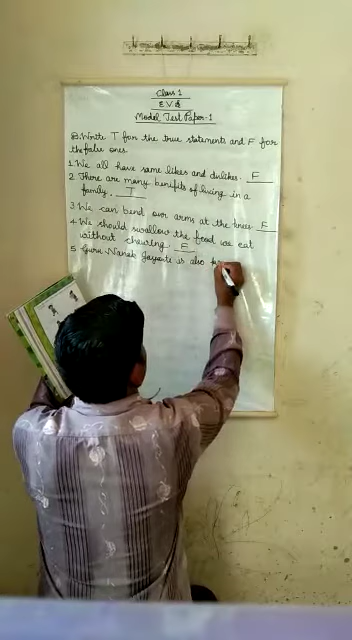 Class 1
EVS
Model Test Paper-1
Q. Write T for the true statements and F for
the false ones
1. We all have same likes and dislikes. F
2 There are many benifits of living in a
family. T
3. We can bend our arms at the knees F
4. We should swallow the food we eat
without chewing F
5 Guru Nanak Jayanti is also